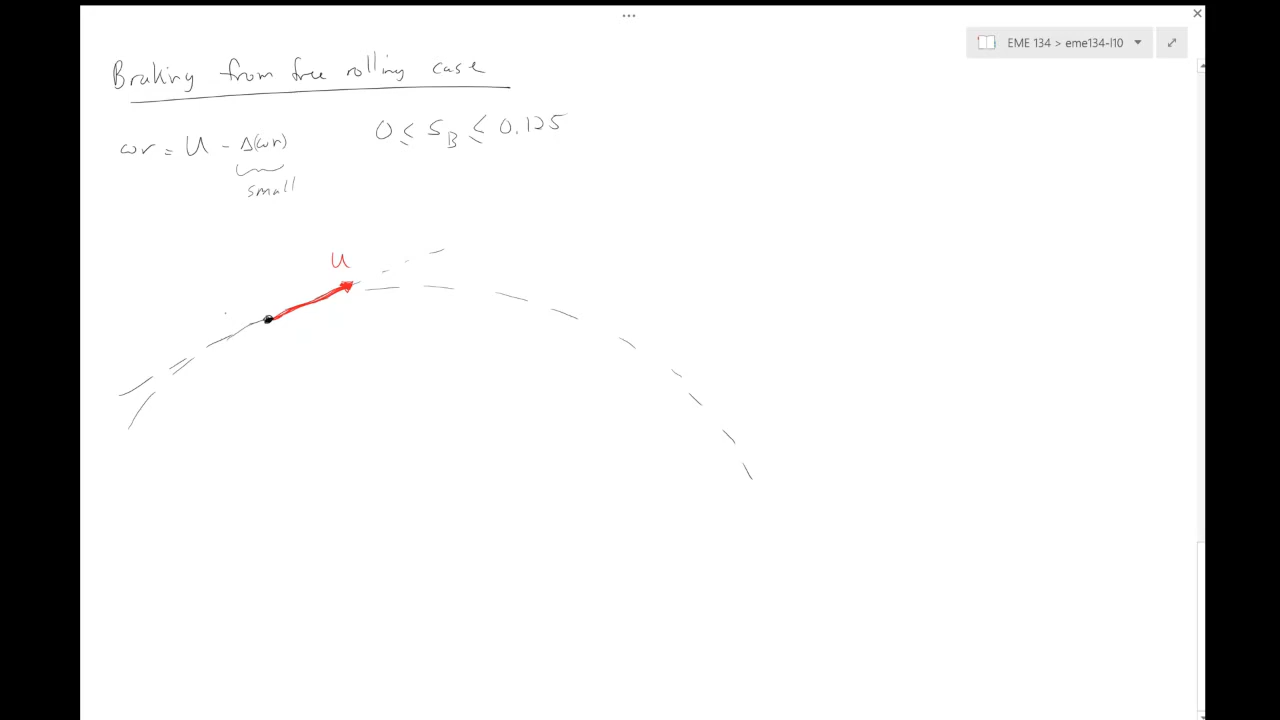 EME 134 > eme134-l10
Braking from free rolling case
ωr = U - Δ(ωr)
small
0 ≤ S_B ≤ 0.125
U